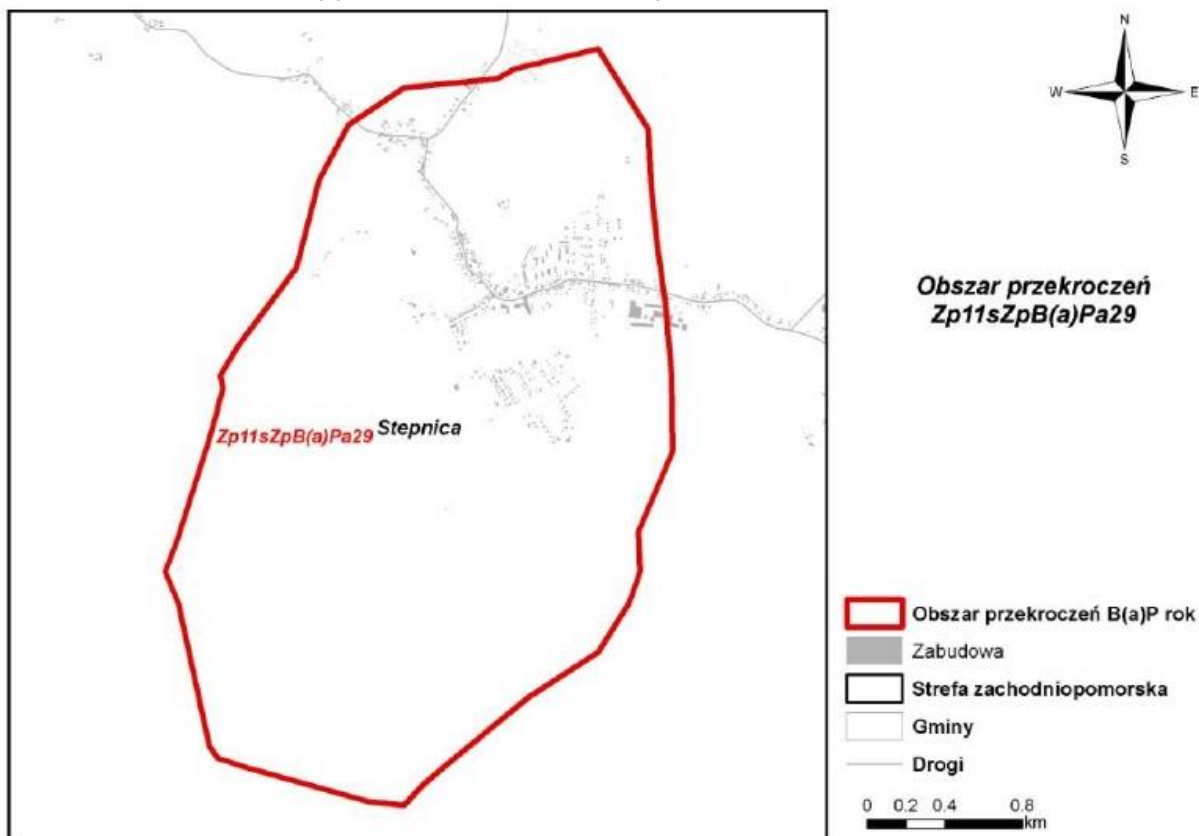 N
W E
S
Obszar przekroczeń
Zp11sZpB(a)Pa29
Zp11sZpB(a)Pa29 Stepnica
Obszar przekroczeń B(a)P rok
Zabudowa
Strefa zachodniopomorska
Gminy
Drogi
0 0.2 0.4 0.8
km